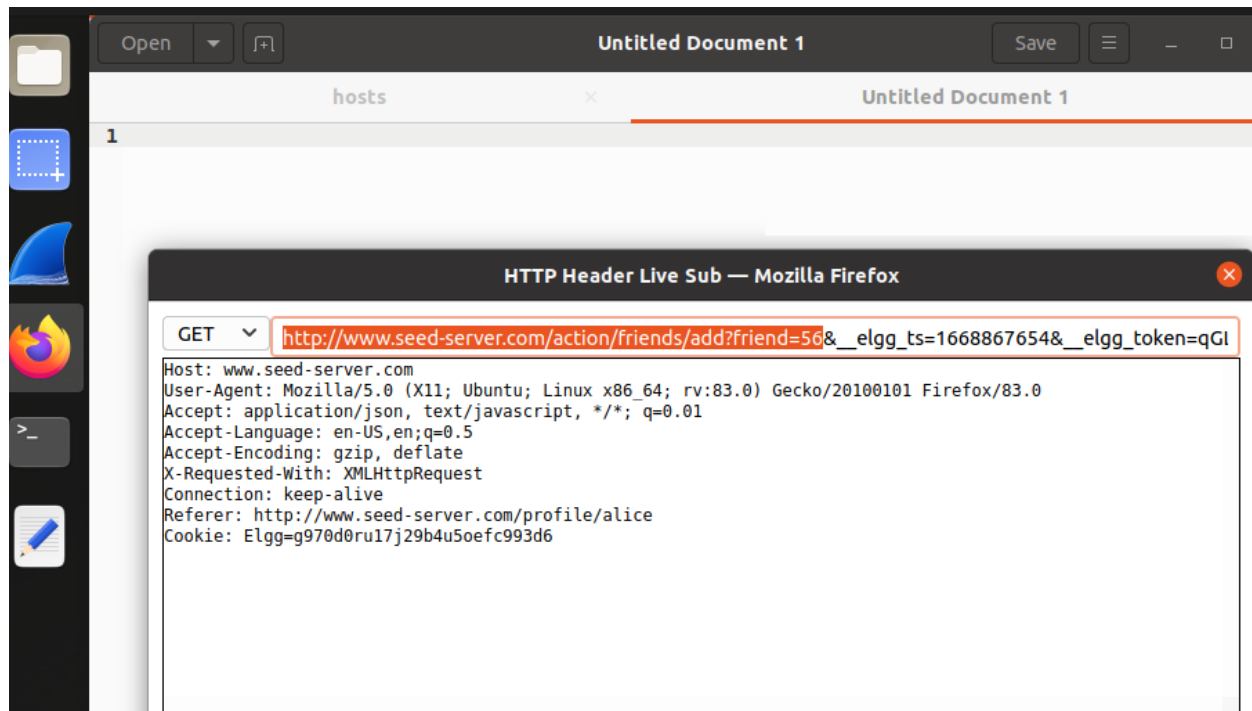 Open Untitled Document 1 Save
hosts Untitled Document 1
1
HTTP Header Live Sub — Mozilla Firefox
GET http://www.seed-server.com/action/friends/add?friend=56&__elgg_ts=1668867654&__elgg_token=qGL
Host: www.seed-server.com
User-Agent: Mozilla/5.0 (X11; Ubuntu; Linux x86_64; rv:83.0) Gecko/20100101 Firefox/83.0
Accept: application/json, text/javascript, */*; q=0.01
Accept-Language: en-US,en;q=0.5
Accept-Encoding: gzip, deflate
X-Requested-With: XMLHttpRequest
Connection: keep-alive
Referer: http://www.seed-server.com/profile/alice
Cookie: Elgg=g970d0ru17j29b4u5oefc993d6